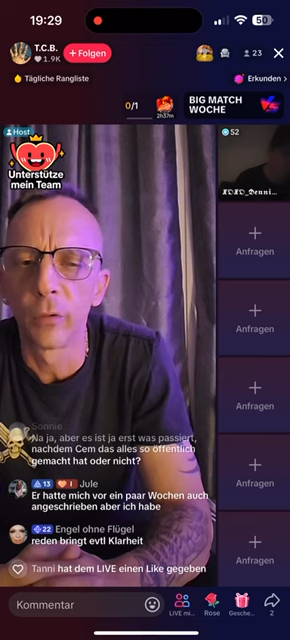 19:29
50
T.C.B.
1.9K
+ Folgen
23
Tägliche Rangliste
Erkunden >
0/1
2h37m
BIG MATCH
WOCHE
Host
52
Unterstütze
mein Team
𝖃𝕯𝖃𝕺_𝕯𝖊𝖓𝖓𝖎...
Anfragen
Anfragen
Anfragen
Anfragen
Anfragen
Sonnie
Na ja, aber es ist ja erst was passiert,
nachdem Cem das alles so öffentlich
gemacht hat oder nicht?
13 1 Jule
Er hatte mich vor ein paar Wochen auch
angeschrieben aber ich habe
22 Engel ohne Flügel
reden bringt evtl Klarheit
Tanni hat dem LIVE einen Like gegeben
Kommentar
LIVE mi...
Rose
Gesche...
2